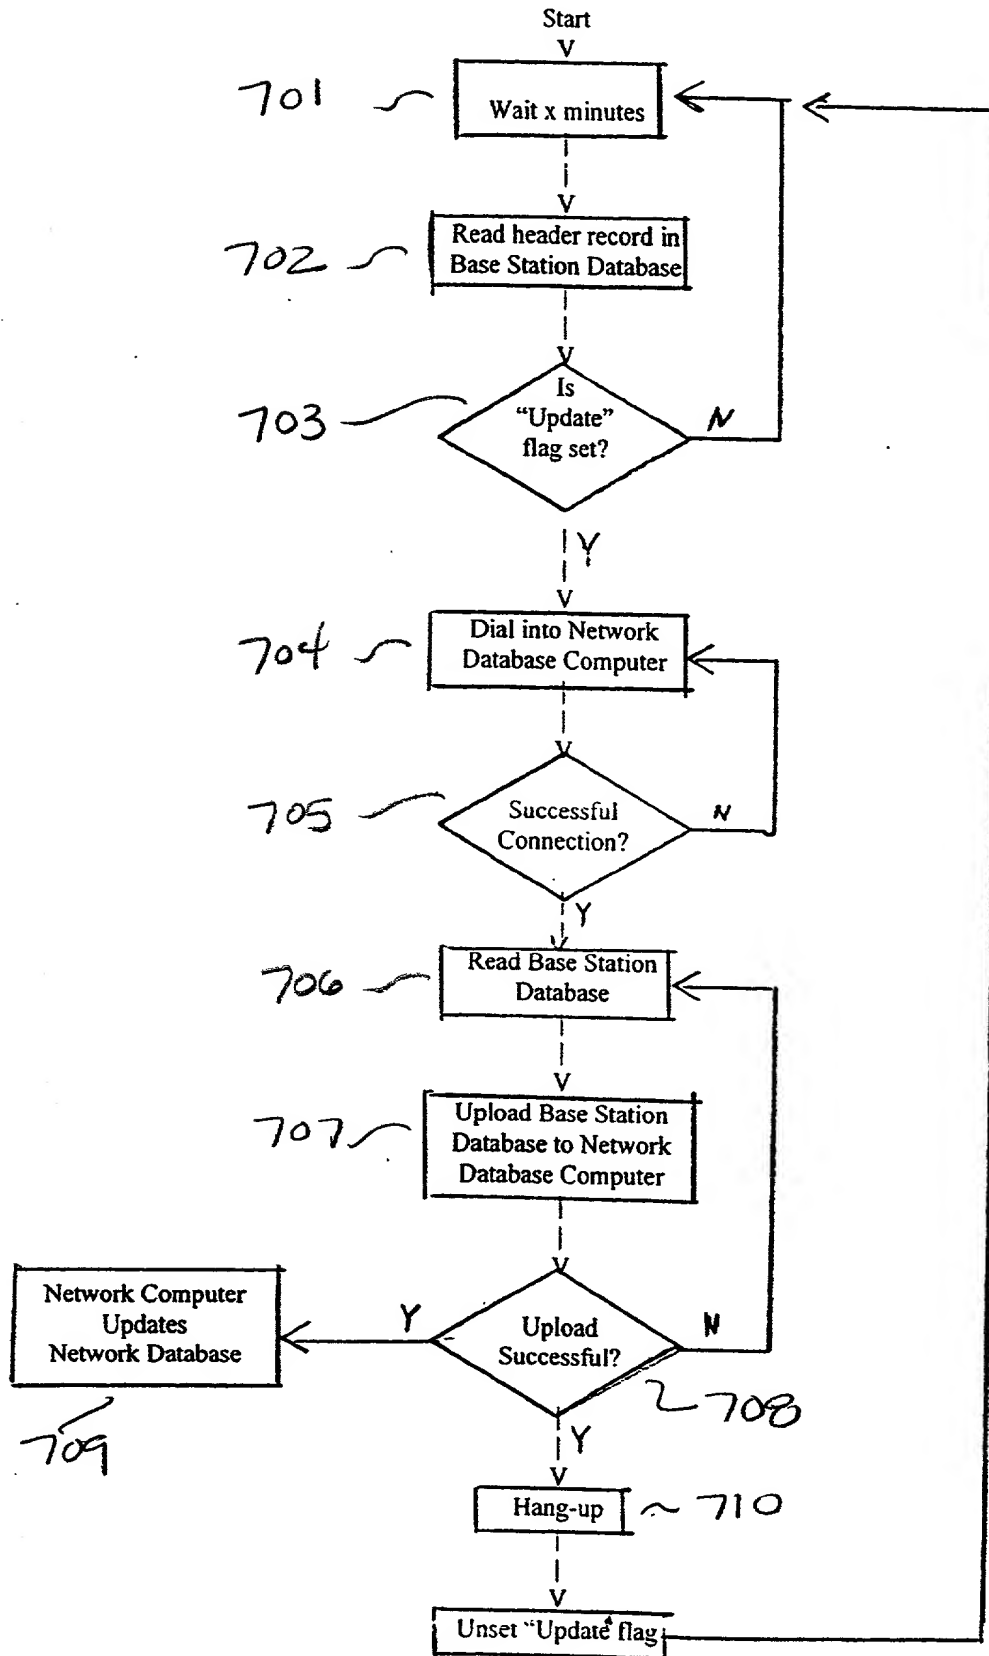 Start
V
701
Wait x minutes
V
702
Read header record in
Base Station Database
V
703
Is
“Update”
flag set?
N
Y
V
704
Dial into Network
Database Computer
V
705
Successful
Connection?
N
Y
V
706
Read Base Station
Database
V
707
Upload Base Station
Database to Network
Database Computer
V
Network Computer
Updates
Network Database
Y
Upload
Successful?
N
708
709
Y
V
Hang-up
710
V
Unset “Update” flag